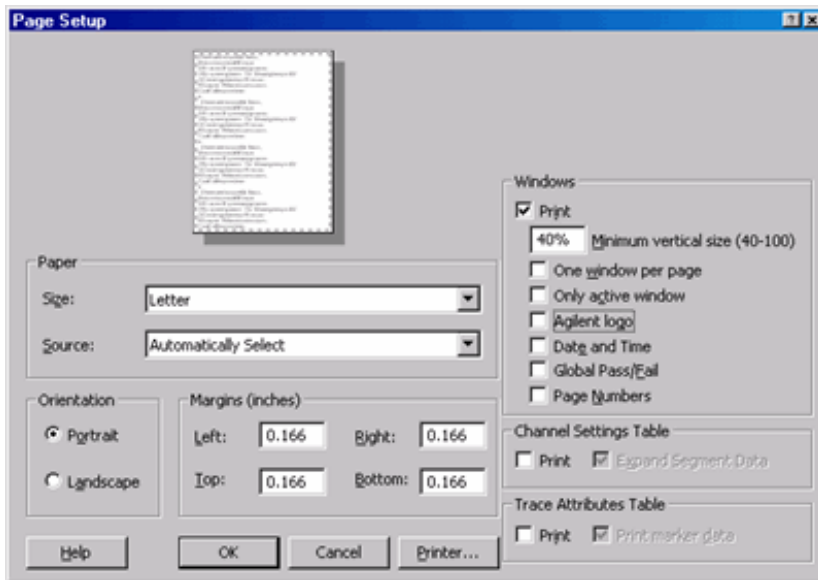 Page Setup
Windows
Print
40% Minimum vertical size (40-100)
One window per page
Only active window
Agilent logo
Date and Time
Global Pass/Fail
Page Numbers
Paper
Size: Letter
Source: Automatically Select
Orientation
Portrait
Landscape
Margins (inches)
Left: 0.166 Right: 0.166
Top: 0.166 Bottom: 0.166
Channel Settings Table
Print Expand Segment Data
Trace Attributes Table
Print Print marker data
Help OK Cancel Printer...